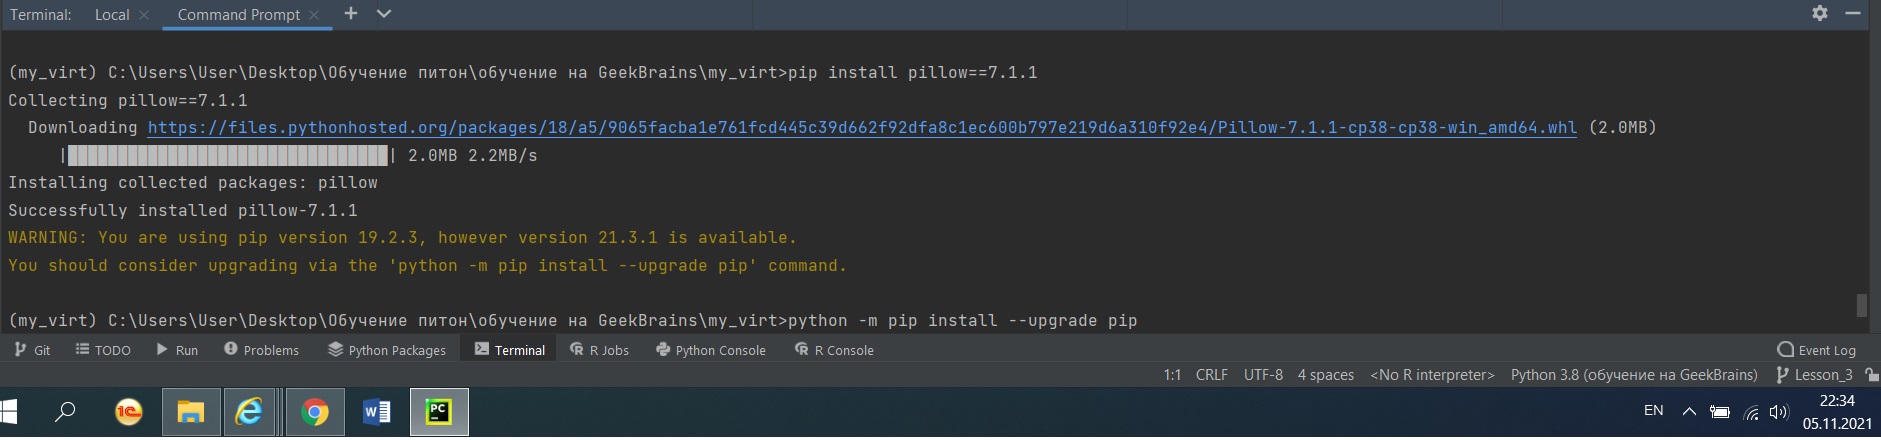 Terminal: Local Command Prompt
(my_virt) C:\Users\User\Desktop\Обучение питон\обучение на GeekBrains\my_virt>pip install pillow==7.1.1
Collecting pillow==7.1.1
Downloading https://files.pythonhosted.org/packages/18/a5/9065facba1e761fcd445c39d662f92dfa8c1ec600b797e219d6a310f92e4/Pillow-7.1.1-cp38-cp38-win_amd64.whl (2.0MB)
|████████████████████████████████| 2.0MB 2.2MB/s
Installing collected packages: pillow
Successfully installed pillow-7.1.1
WARNING: You are using pip version 19.2.3, however version 21.3.1 is available.
You should consider upgrading via the 'python -m pip install --upgrade pip' command.
(my_virt) C:\Users\User\Desktop\Обучение питон\обучение на GeekBrains\my_virt>python -m pip install --upgrade pip
Git TODO Run Problems Python Packages Terminal R Jobs Python Console R Console Event Log
1:1 CRLF UTF-8 4 spaces <No R interpreter> Python 3.8 (обучение на GeekBrains) Lesson_3
1C W PC EN 22:34
05.11.2021